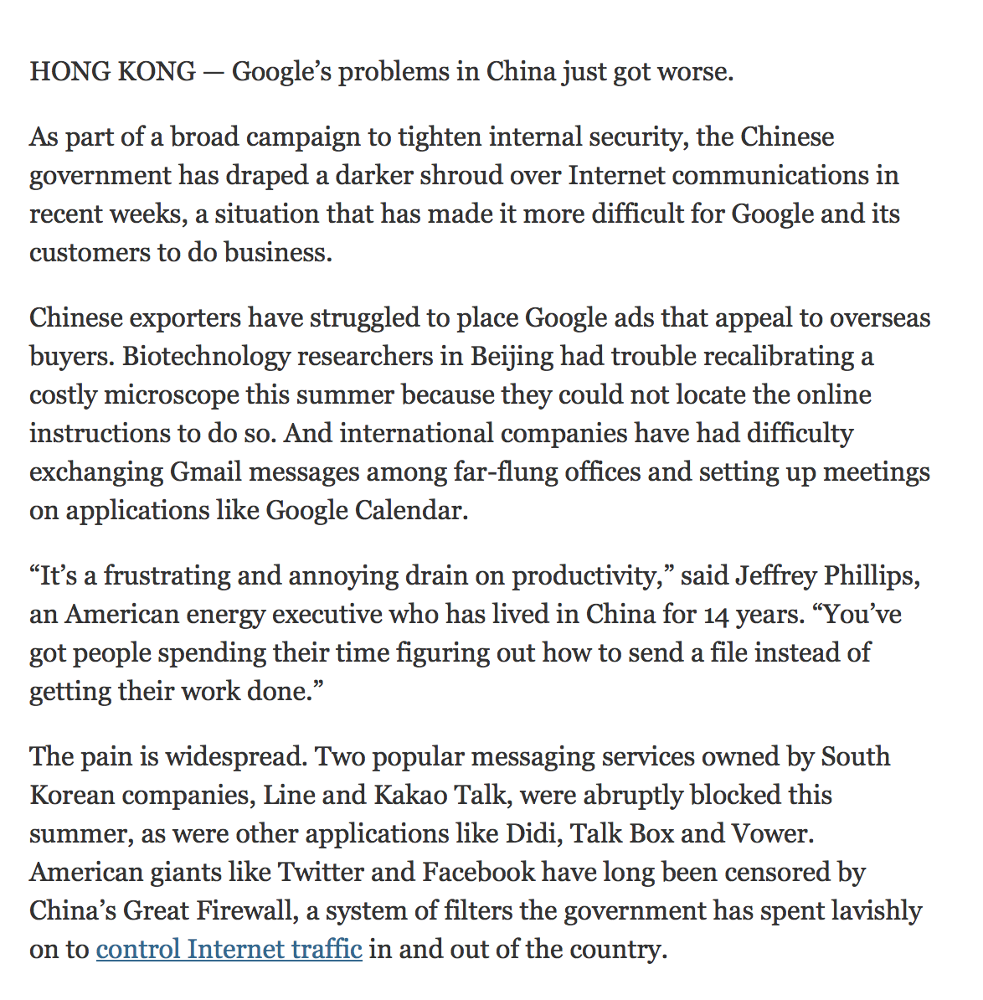 HONG KONG — Google’s problems in China just got worse.
As part of a broad campaign to tighten internal security, the Chinese
government has draped a darker shroud over Internet communications in
recent weeks, a situation that has made it more difficult for Google and its
customers to do business.
Chinese exporters have struggled to place Google ads that appeal to overseas
buyers. Biotechnology researchers in Beijing had trouble recalibrating a
costly microscope this summer because they could not locate the online
instructions to do so. And international companies have had difficulty
exchanging Gmail messages among far-flung offices and setting up meetings
on applications like Google Calendar.
“It’s a frustrating and annoying drain on productivity,” said Jeffrey Phillips,
an American energy executive who has lived in China for 14 years. “You’ve
got people spending their time figuring out how to send a file instead of
getting their work done.”
The pain is widespread. Two popular messaging services owned by South
Korean companies, Line and Kakao Talk, were abruptly blocked this
summer, as were other applications like Didi, Talk Box and Vower.
American giants like Twitter and Facebook have long been censored by
China’s Great Firewall, a system of filters the government has spent lavishly
on to control Internet traffic in and out of the country.